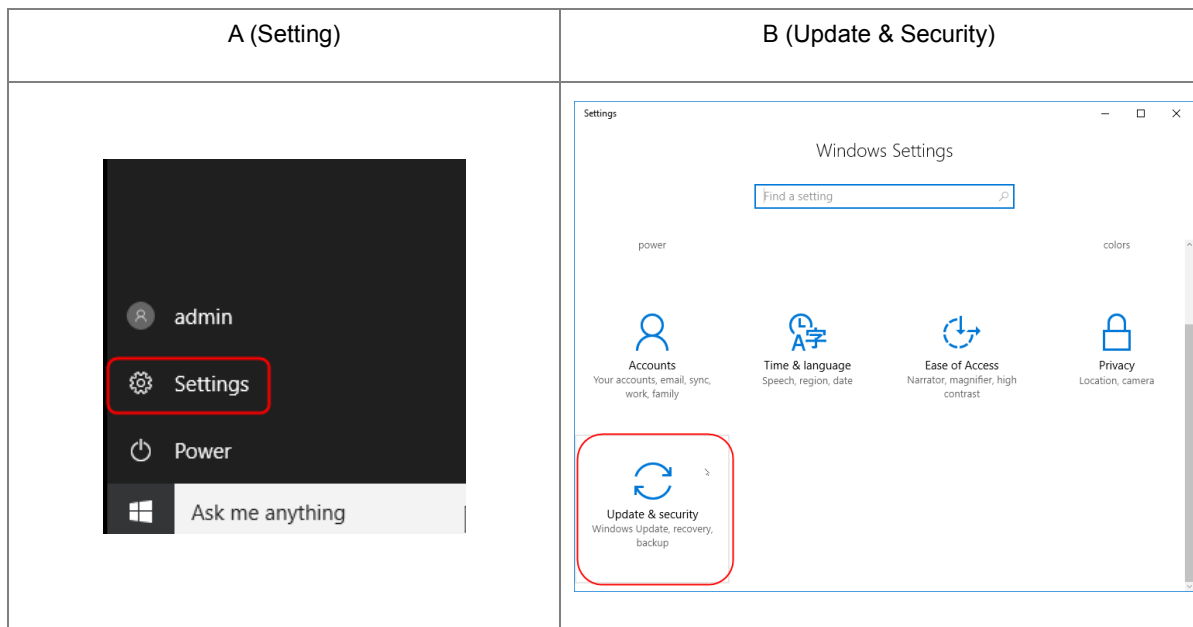 A (Setting)
B (Update & Security)
admin
Settings
Power
Ask me anything
Settings
Windows Settings
Find a setting
power
colors
A字
Accounts
Your accounts, email, sync,
work, family
Time & language
Speech, region, date
Ease of Access
Narrator, magnifier, high
contrast
Privacy
Location, camera
Update & security
Windows Update, recovery,
backup